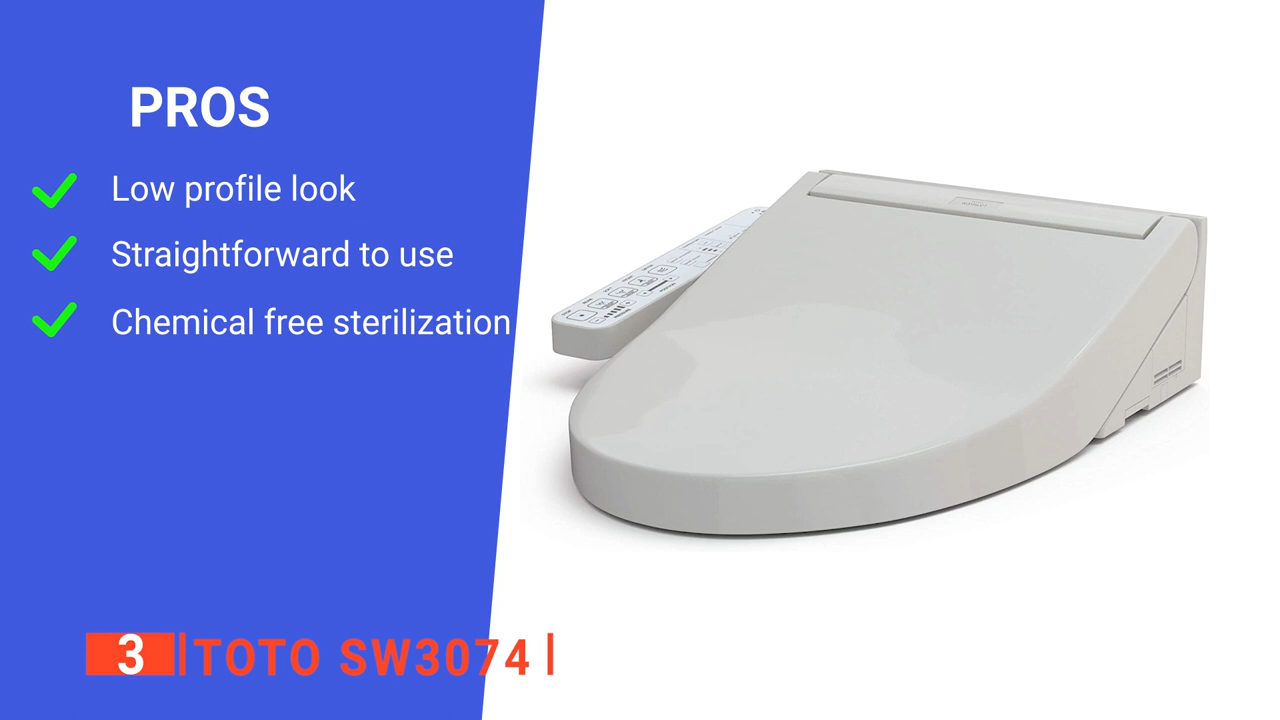 PROS
Low profile look
Straightforward to use
Chemical free sterilization
3 TOTO SW3074